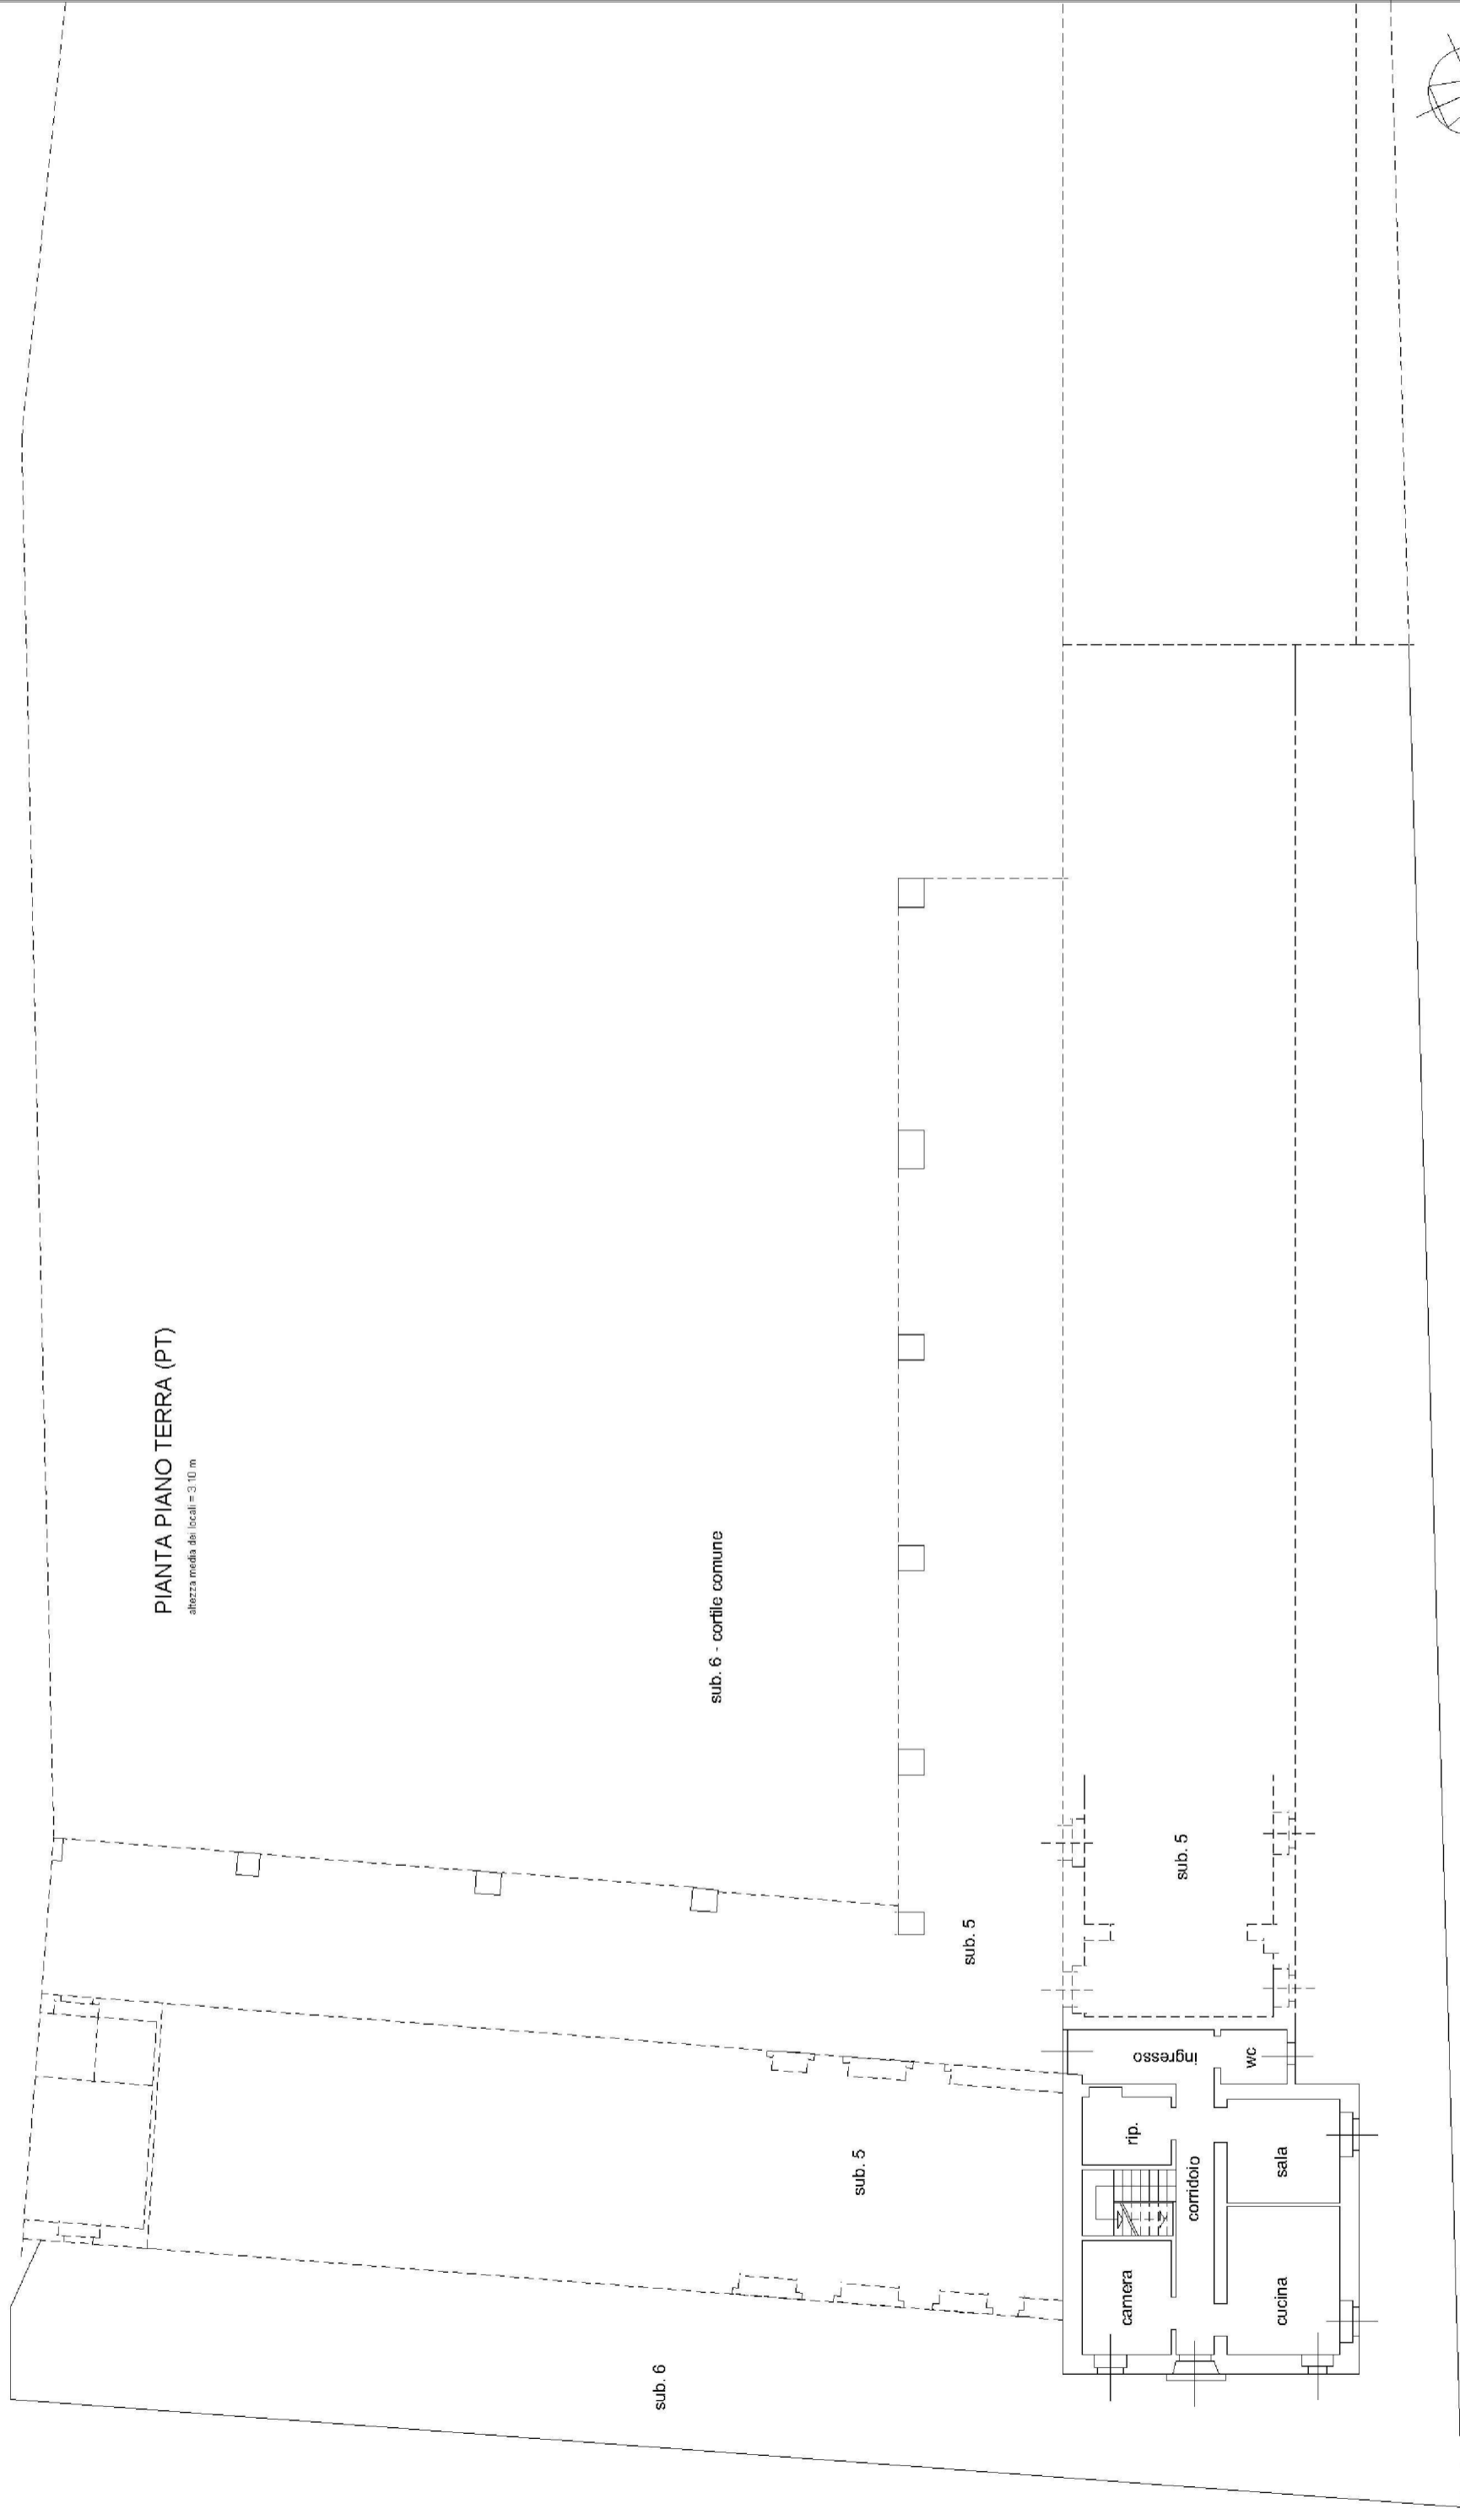 PIANTA PIANO TERRA (PT)
altezza media dei locali = 3.10 m
sub. 6 - cortile comune
sub. 5
sub. 5
sub. 5
sub. 6
ingresso
wc
rip.
corridoio
sala
camera
cucina